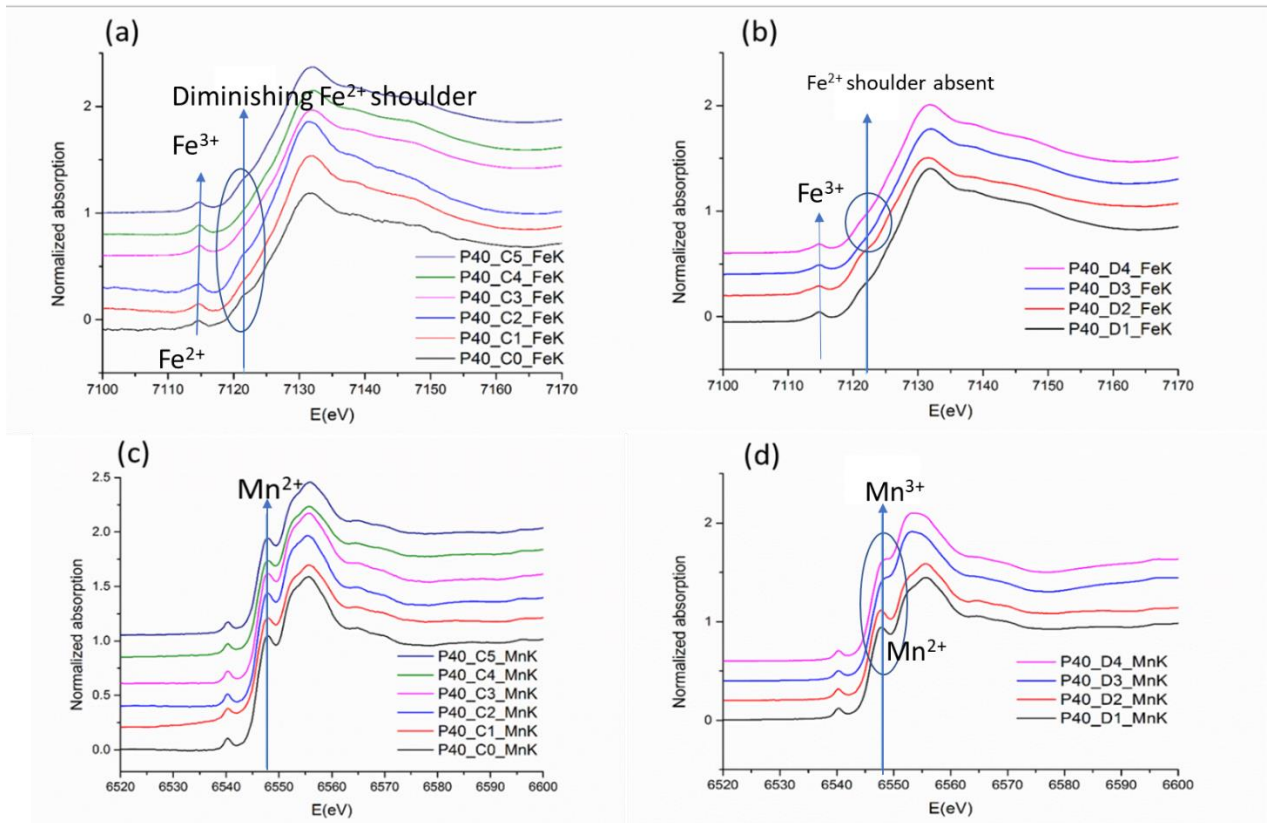 (a)
Diminishing Fe²⁺ shoulder
Fe³⁺
Fe²⁺
Normalized absorption
2
1
0
P40_C5_FeK
P40_C4_FeK
P40_C3_FeK
P40_C2_FeK
P40_C1_FeK
P40_C0_FeK
7100 7110 7120 7130 7140 7150 7160 7170
E(eV)
(b)
Fe²⁺ shoulder absent
Fe³⁺
Normalized absorption
2
1
0
P40_D4_FeK
P40_D3_FeK
P40_D2_FeK
P40_D1_FeK
7100 7110 7120 7130 7140 7150 7160 7170
E(eV)
(c)
Mn²⁺
Normalized absorption
2.5
2.0
1.5
1.0
0.5
0.0
P40_C5_MnK
P40_C4_MnK
P40_C3_MnK
P40_C2_MnK
P40_C1_MnK
P40_C0_MnK
6520 6530 6540 6550 6560 6570 6580 6590 6600
E(eV)
(d)
Mn³⁺
Mn²⁺
Normalized absorption
2
1
0
P40_D4_MnK
P40_D3_MnK
P40_D2_MnK
P40_D1_MnK
6520 6530 6540 6550 6560 6570 6580 6590 6600
E(eV)